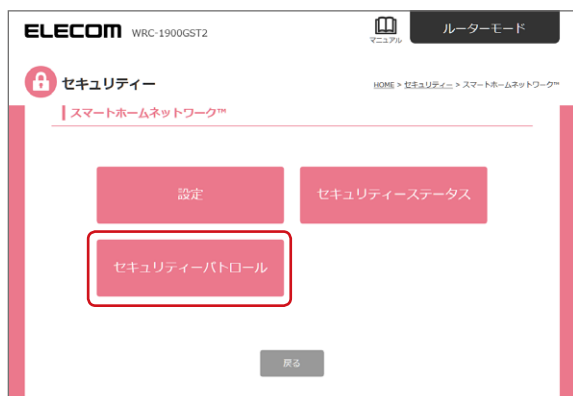 ELECOM WRC-1900GST2
マニュアル
ルーターモード
セキュリティー
HOME > セキュリティー > スマートホームネットワーク™
スマートホームネットワーク™
設定
セキュリティーステータス
セキュリティーパトロール
戻る